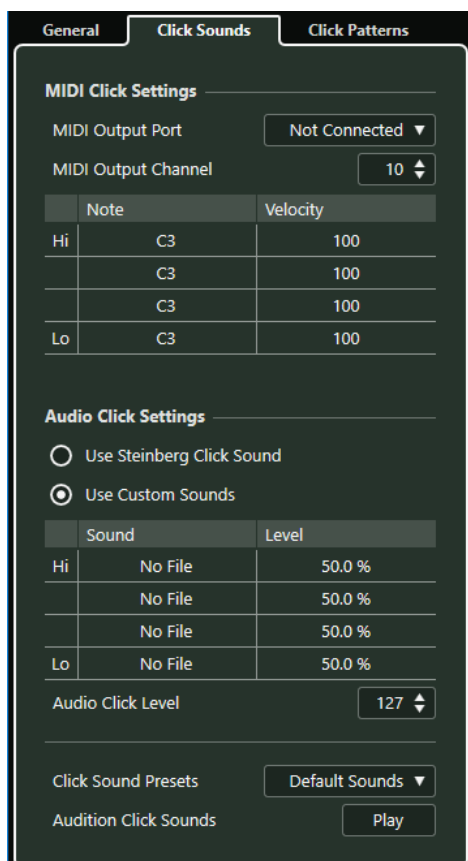 General Click Sounds Click Patterns
MIDI Click Settings
MIDI Output Port Not Connected
MIDI Output Channel 10
Note Velocity
Hi C3 100
C3 100
C3 100
Lo C3 100
Audio Click Settings
Use Steinberg Click Sound
Use Custom Sounds
Sound Level
Hi No File 50.0 %
No File 50.0 %
No File 50.0 %
Lo No File 50.0 %
Audio Click Level 127
Click Sound Presets Default Sounds
Audition Click Sounds Play